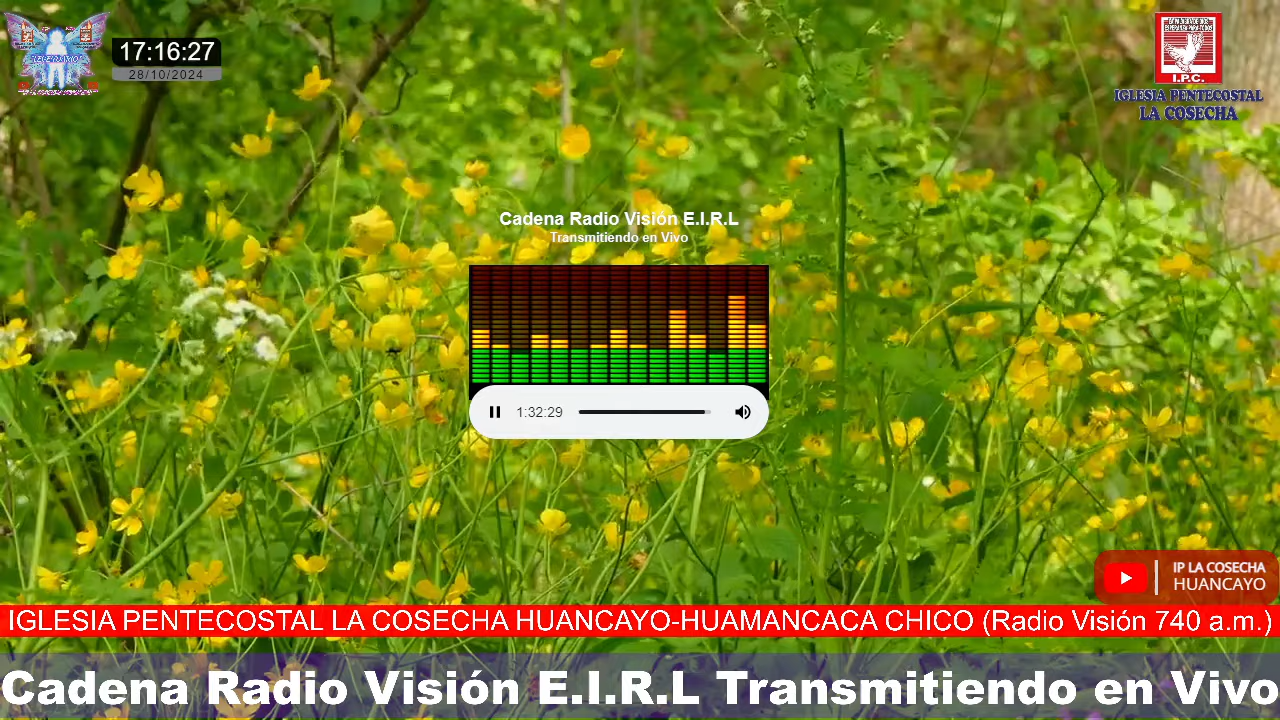 17:16:27
28/10/2024
I.P.C.
IGLESIA PENTECOSTAL
LA COSECHA
Cadena Radio Visión E.I.R.L
Transmitiendo en Vivo
1:32:29
IP LA COSECHA
HUANCAYO
IGLESIA PENTECOSTAL LA COSECHA HUANCAYO-HUAMANCACA CHICO (Radio Visión 740 a.m.)
Cadena Radio Visión E.I.R.L Transmitiendo en Vivo